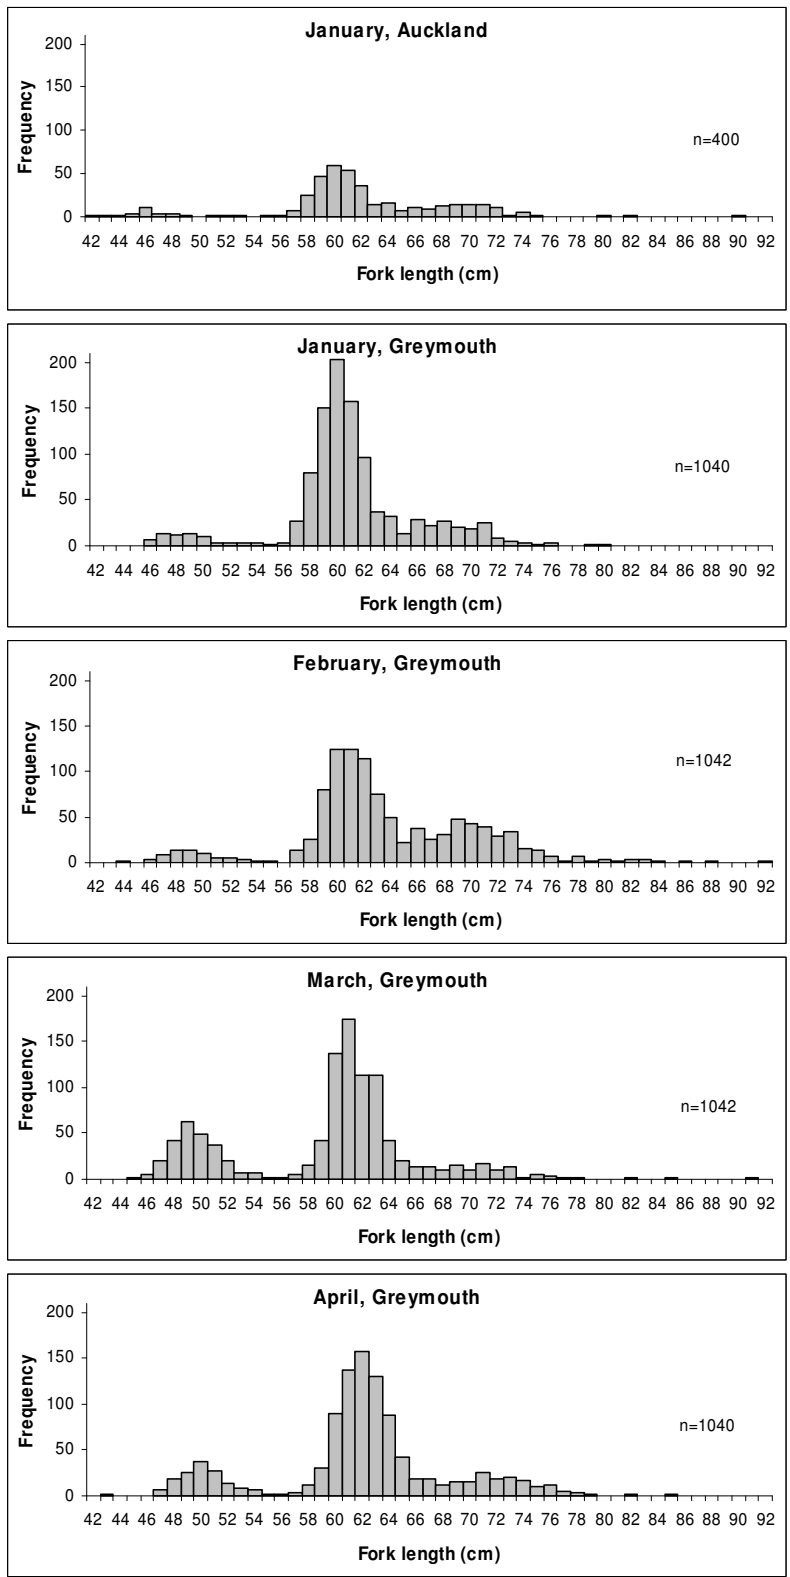 January, Auckland
200
150
100
50
0
Frequency
n=400
42 44 46 48 50 52 54 56 58 60 62 64 66 68 70 72 74 76 78 80 82 84 86 88 90 92
Fork length (cm)
January, Greymouth
200
150
100
50
0
Frequency
n=1040
42 44 46 48 50 52 54 56 58 60 62 64 66 68 70 72 74 76 78 80 82 84 86 88 90 92
Fork length (cm)
February, Greymouth
200
150
100
50
0
Frequency
n=1042
42 44 46 48 50 52 54 56 58 60 62 64 66 68 70 72 74 76 78 80 82 84 86 88 90 92
Fork length (cm)
March, Greymouth
200
150
100
50
0
Frequency
n=1042
42 44 46 48 50 52 54 56 58 60 62 64 66 68 70 72 74 76 78 80 82 84 86 88 90 92
Fork length (cm)
April, Greymouth
200
150
100
50
0
Frequency
n=1040
42 44 46 48 50 52 54 56 58 60 62 64 66 68 70 72 74 76 78 80 82 84 86 88 90 92
Fork length (cm)